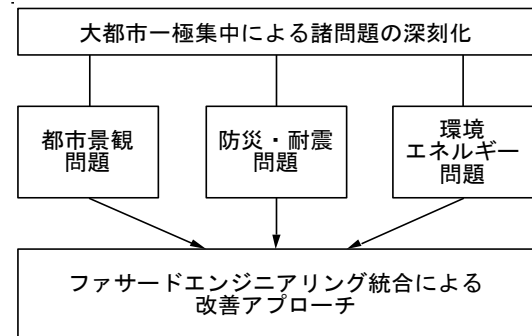 大都市一極集中による諸問題の深刻化
都市景観
問題
防災・耐震
問題
環境
エネルギー
問題
ファサードエンジニアリング統合による
改善アプローチ